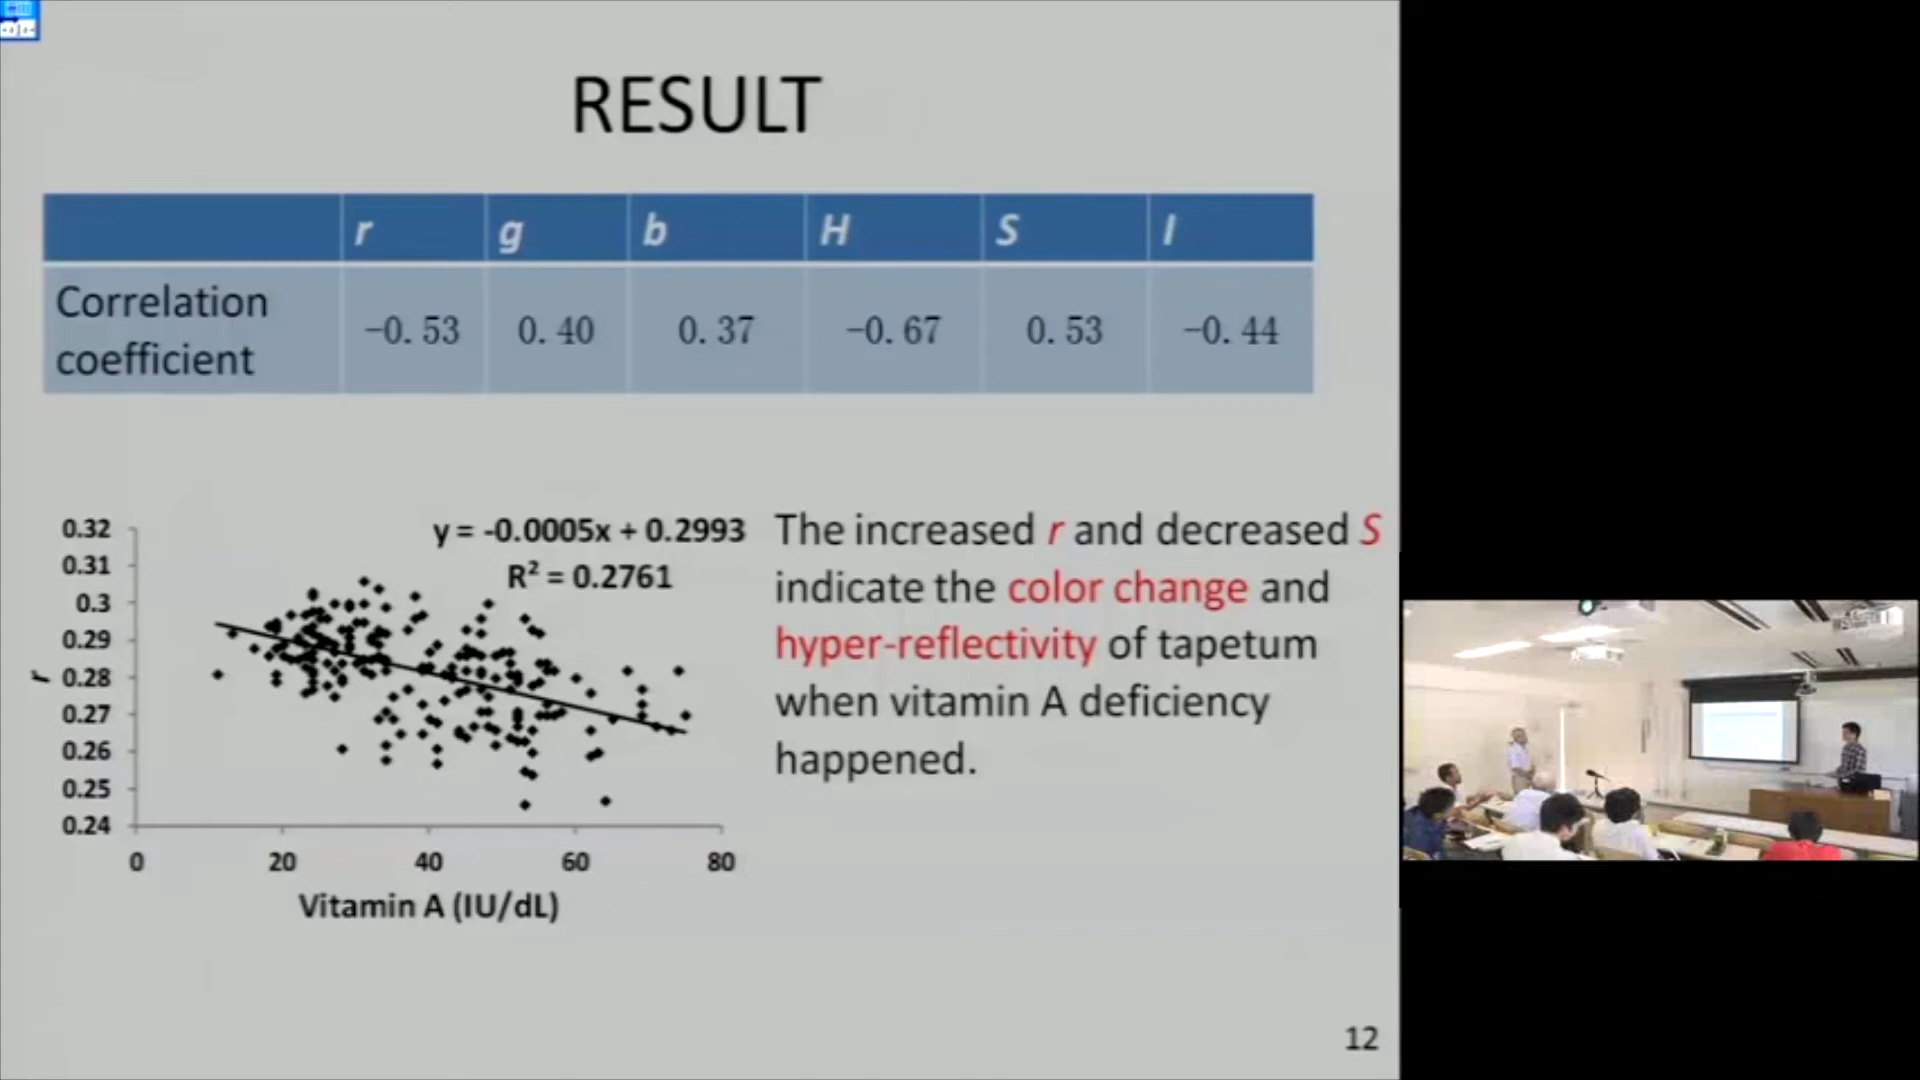 RESULT
r g b H S I
Correlation
coefficient
−0.53 0.40 0.37 −0.67 0.53 −0.44
0.32
0.31
0.3
0.29
0.28
0.27
0.26
0.25
0.24
r
y = -0.0005x + 0.2993
R² = 0.2761
0 20 40 60 80
Vitamin A (IU/dL)
The increased r and decreased S
indicate the color change and
hyper-reflectivity of tapetum
when vitamin A deficiency
happened.
12